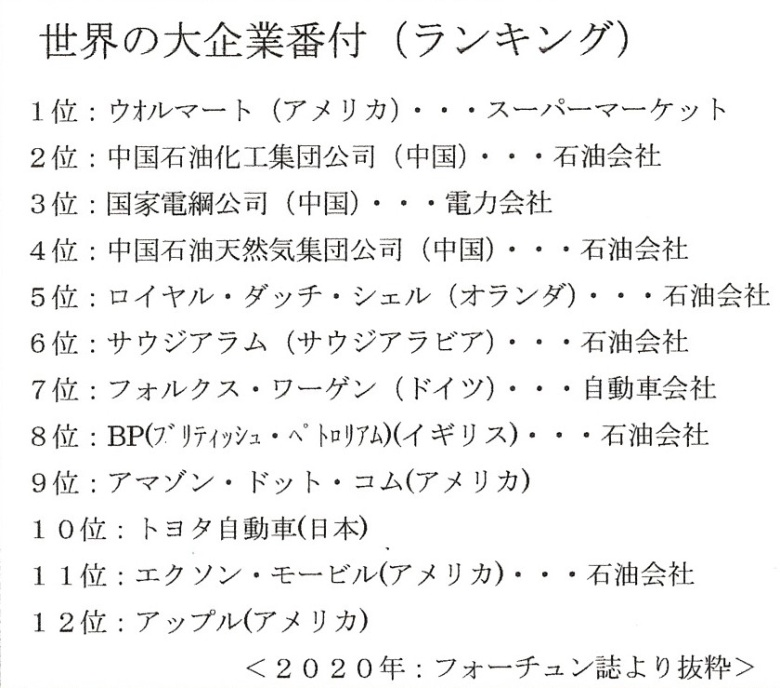 世界の大企業番付（ランキング）
１位：ウオルマート（アメリカ）・・・スーパーマーケット
２位：中国石油化工集団公司（中国）・・・石油会社
３位：国家電綱公司（中国）・・・電力会社
４位：中国石油天然気集団公司（中国）・・・石油会社
５位：ロイヤル・ダッチ・シェル（オランダ）・・・石油会社
６位：サウジアラム（サウジアラビア）・・・石油会社
７位：フォルクス・ワーゲン（ドイツ）・・・自動車会社
８位：BP(ﾌﾞﾘﾃｨｯｼｭ・ﾍﾟﾄﾛﾘｱﾑ)(イギリス)・・・石油会社
９位：アマゾン・ドット・コム(アメリカ)
１０位：トヨタ自動車(日本)
１１位：エクソン・モービル(アメリカ)・・・石油会社
１２位：アップル(アメリカ)
＜２０２０年：フォーチュン誌より抜粋＞